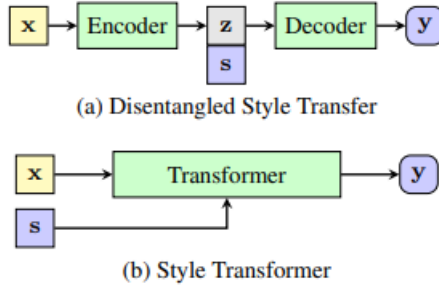 x Encoder z Decoder y
s
(a) Disentangled Style Transfer
x Transformer y
s
(b) Style Transformer